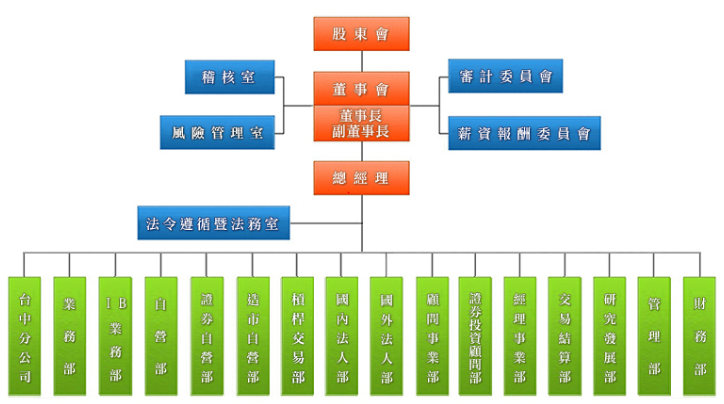 股東會
稽核室
董事會
審計委員會
董事長
副董事長
風險管理室
薪資報酬委員會
總經理
法令遵循暨法務室
台中分公司
業務部
IB業務部
自營部
證券自營部
造市自營部
槓桿交易部
國內法人部
國外法人部
顧問事業部
證券投資顧問部
經理事業部
交易結算部
研究發展部
管理部
財務部